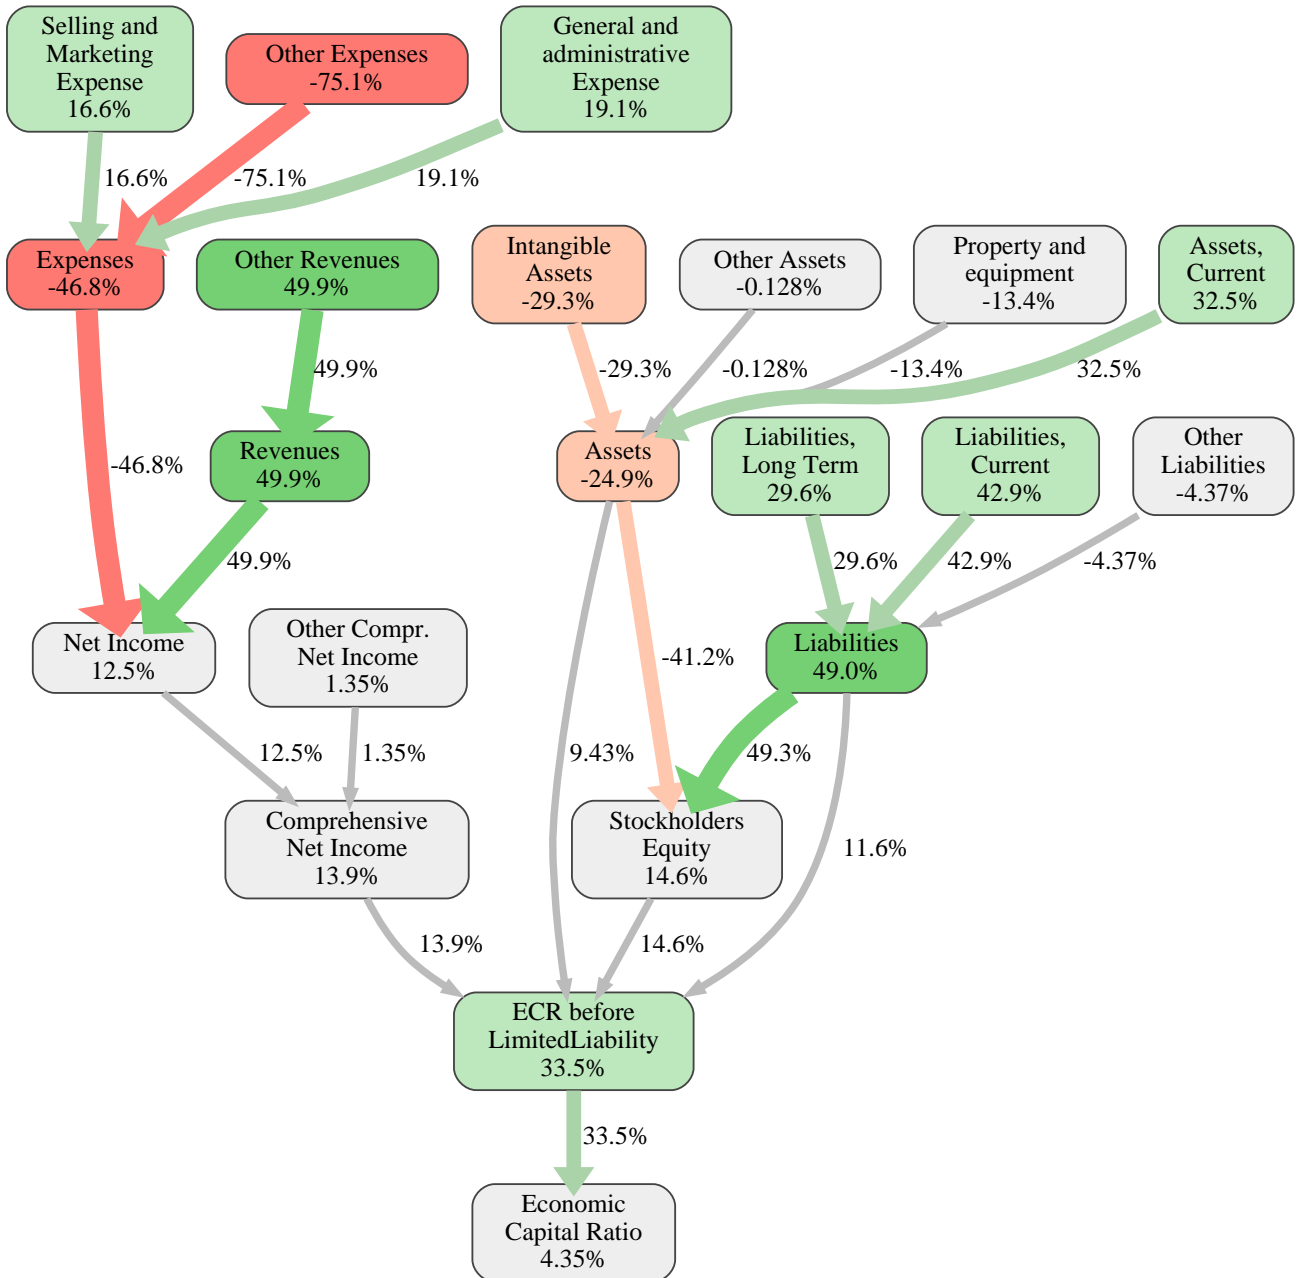 Selling and
Marketing
Expense
16.6%
Other Expenses
-75.1%
General and
administrative
Expense
19.1%
16.6%
-75.1%
19.1%
Expenses
-46.8%
Other Revenues
49.9%
Intangible
Assets
-29.3%
Other Assets
-0.128%
Property and
equipment
-13.4%
Assets,
Current
32.5%
49.9%
-29.3%
-0.128%
-13.4%
32.5%
Revenues
49.9%
Assets
-24.9%
Liabilities,
Long Term
29.6%
Liabilities,
Current
42.9%
Other
Liabilities
-4.37%
-46.8%
49.9%
29.6%
42.9%
-4.37%
Net Income
12.5%
Other Compr.
Net Income
1.35%
-41.2%
Liabilities
49.0%
12.5%
1.35%
9.43%
49.3%
Comprehensive
Net Income
13.9%
Stockholders
Equity
14.6%
11.6%
13.9%
14.6%
ECR before
LimitedLiability
33.5%
33.5%
Economic
Capital Ratio
4.35%